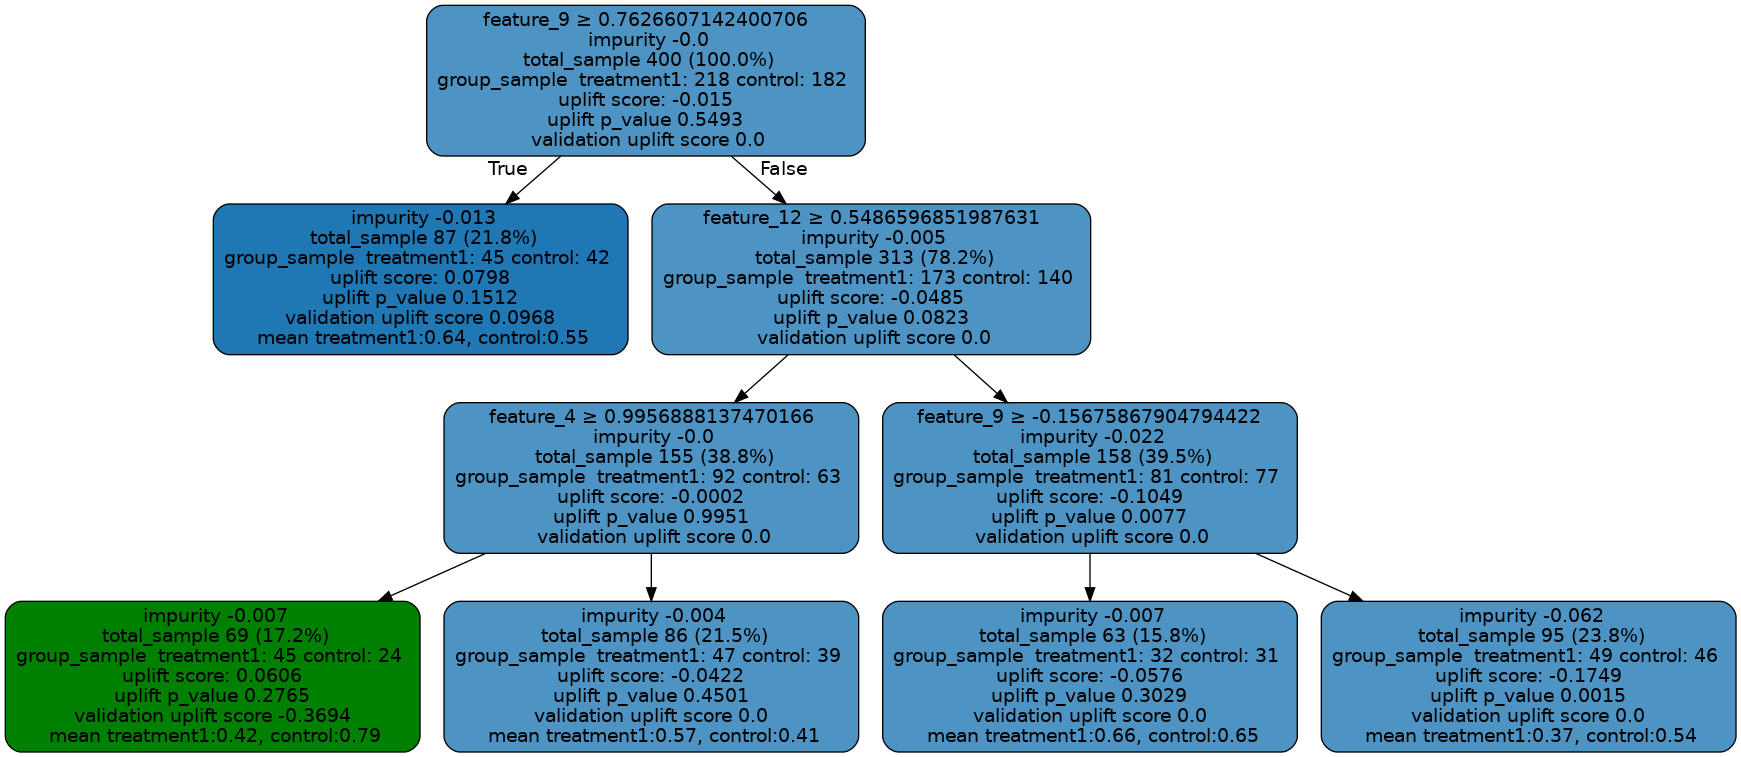 feature_9 ≥ 0.7626607142400706
impurity -0.0
total_sample 400 (100.0%)
group_sample  treatment1: 218 control: 182
uplift score: -0.015
uplift p_value 0.5493
validation uplift score 0.0
True
False
impurity -0.013
total_sample 87 (21.8%)
group_sample  treatment1: 45 control: 42
uplift score: 0.0798
uplift p_value 0.1512
validation uplift score 0.0968
mean treatment1:0.64, control:0.55
feature_12 ≥ 0.5486596851987631
impurity -0.005
total_sample 313 (78.2%)
group_sample  treatment1: 173 control: 140
uplift score: -0.0485
uplift p_value 0.0823
validation uplift score 0.0
feature_4 ≥ 0.9956888137470166
impurity -0.0
total_sample 155 (38.8%)
group_sample  treatment1: 92 control: 63
uplift score: -0.0002
uplift p_value 0.9951
validation uplift score 0.0
feature_9 ≥ -0.15675867904794422
impurity -0.022
total_sample 158 (39.5%)
group_sample  treatment1: 81 control: 77
uplift score: -0.1049
uplift p_value 0.0077
validation uplift score 0.0
impurity -0.007
total_sample 69 (17.2%)
group_sample  treatment1: 45 control: 24
uplift score: 0.0606
uplift p_value 0.2765
validation uplift score -0.3694
mean treatment1:0.42, control:0.79
impurity -0.004
total_sample 86 (21.5%)
group_sample  treatment1: 47 control: 39
uplift score: -0.0422
uplift p_value 0.4501
validation uplift score 0.0
mean treatment1:0.57, control:0.41
impurity -0.007
total_sample 63 (15.8%)
group_sample  treatment1: 32 control: 31
uplift score: -0.0576
uplift p_value 0.3029
validation uplift score 0.0
mean treatment1:0.66, control:0.65
impurity -0.062
total_sample 95 (23.8%)
group_sample  treatment1: 49 control: 46
uplift score: -0.1749
uplift p_value 0.0015
validation uplift score 0.0
mean treatment1:0.37, control:0.54